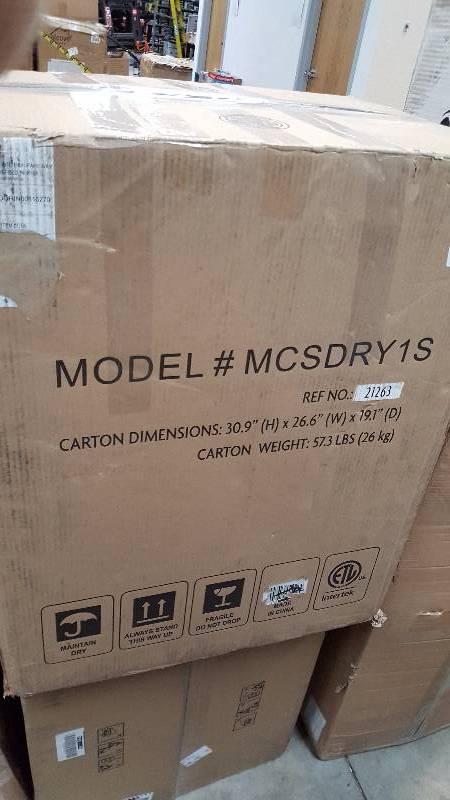 MODEL # MCSDRY1S
REF NO.: 21263
CARTON DIMENSIONS: 30.9" (H) x 26.6" (W) x 19.1" (D)
CARTON WEIGHT: 57.3 LBS (26 kg)
MAINTAIN
DRY
ALWAYS STAND
THIS WAY UP
FRAGILE
DO NOT DROP
MADE
IN CHINA
ETL
Intertek